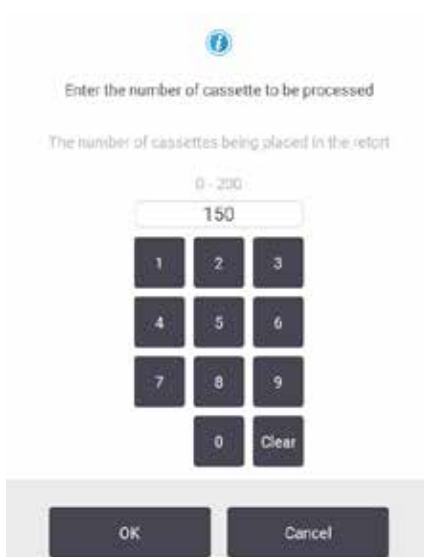 Enter the number of cassette to be processed
The number of cassettes being placed in the retort
0 - 200
150
1 2 3
4 5 6
7 8 9
0 Clear
OK Cancel